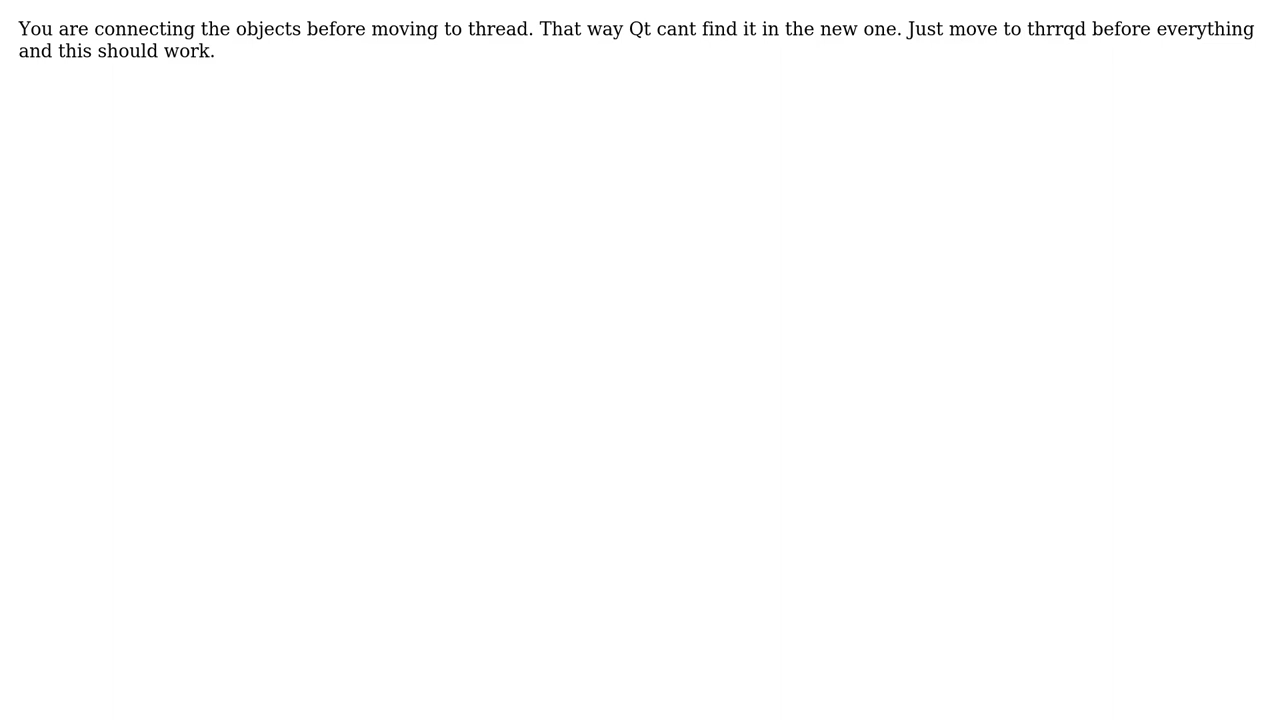 You are connecting the objects before moving to thread. That way Qt cant find it in the new one. Just move to thrrqd before everything
and this should work.